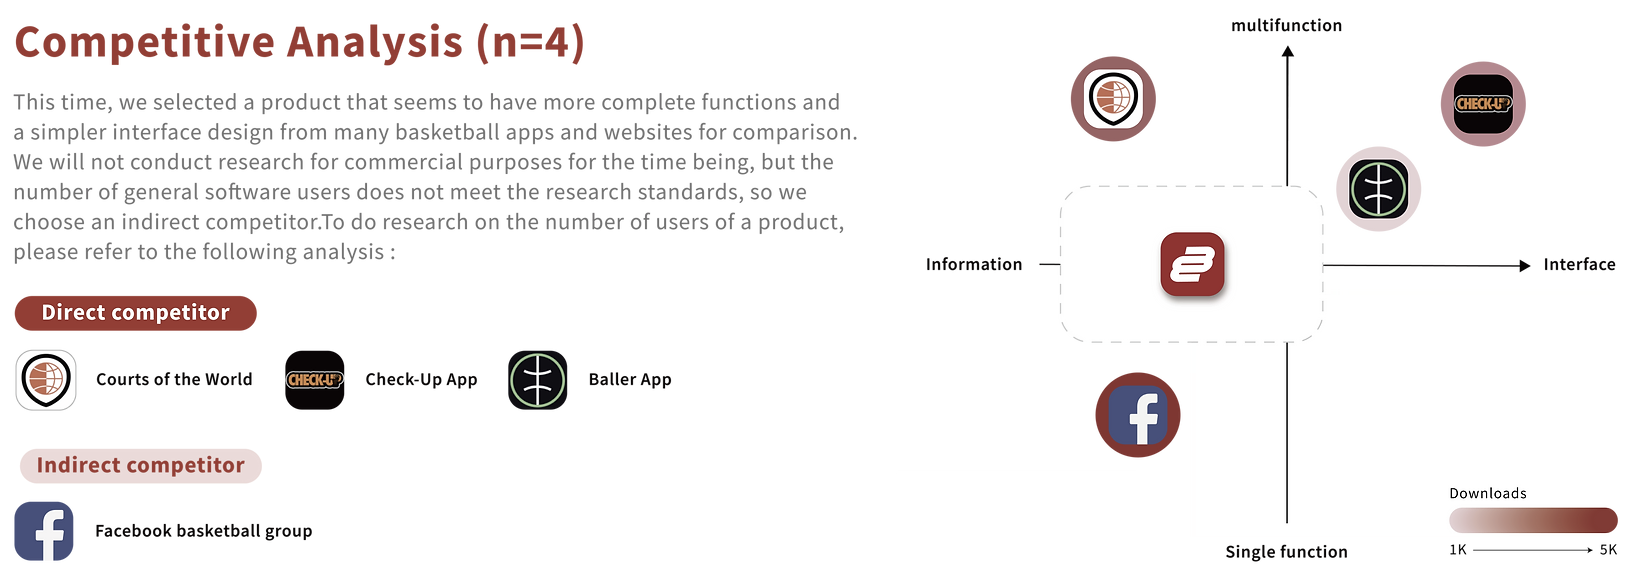 Competitive Analysis (n=4)
This time, we selected a product that seems to have more complete functions and
a simpler interface design from many basketball apps and websites for comparison.
We will not conduct research for commercial purposes for the time being, but the
number of general software users does not meet the research standards, so we
choose an indirect competitor.To do research on the number of users of a product,
please refer to the following analysis :
Direct competitor
CHECK-UP
Courts of the World
Check-Up App
Baller App
Indirect competitor
f
Facebook basketball group
multifunction
CHECK-UP
Information
Interface
f
Single function
Downloads
1K
5K